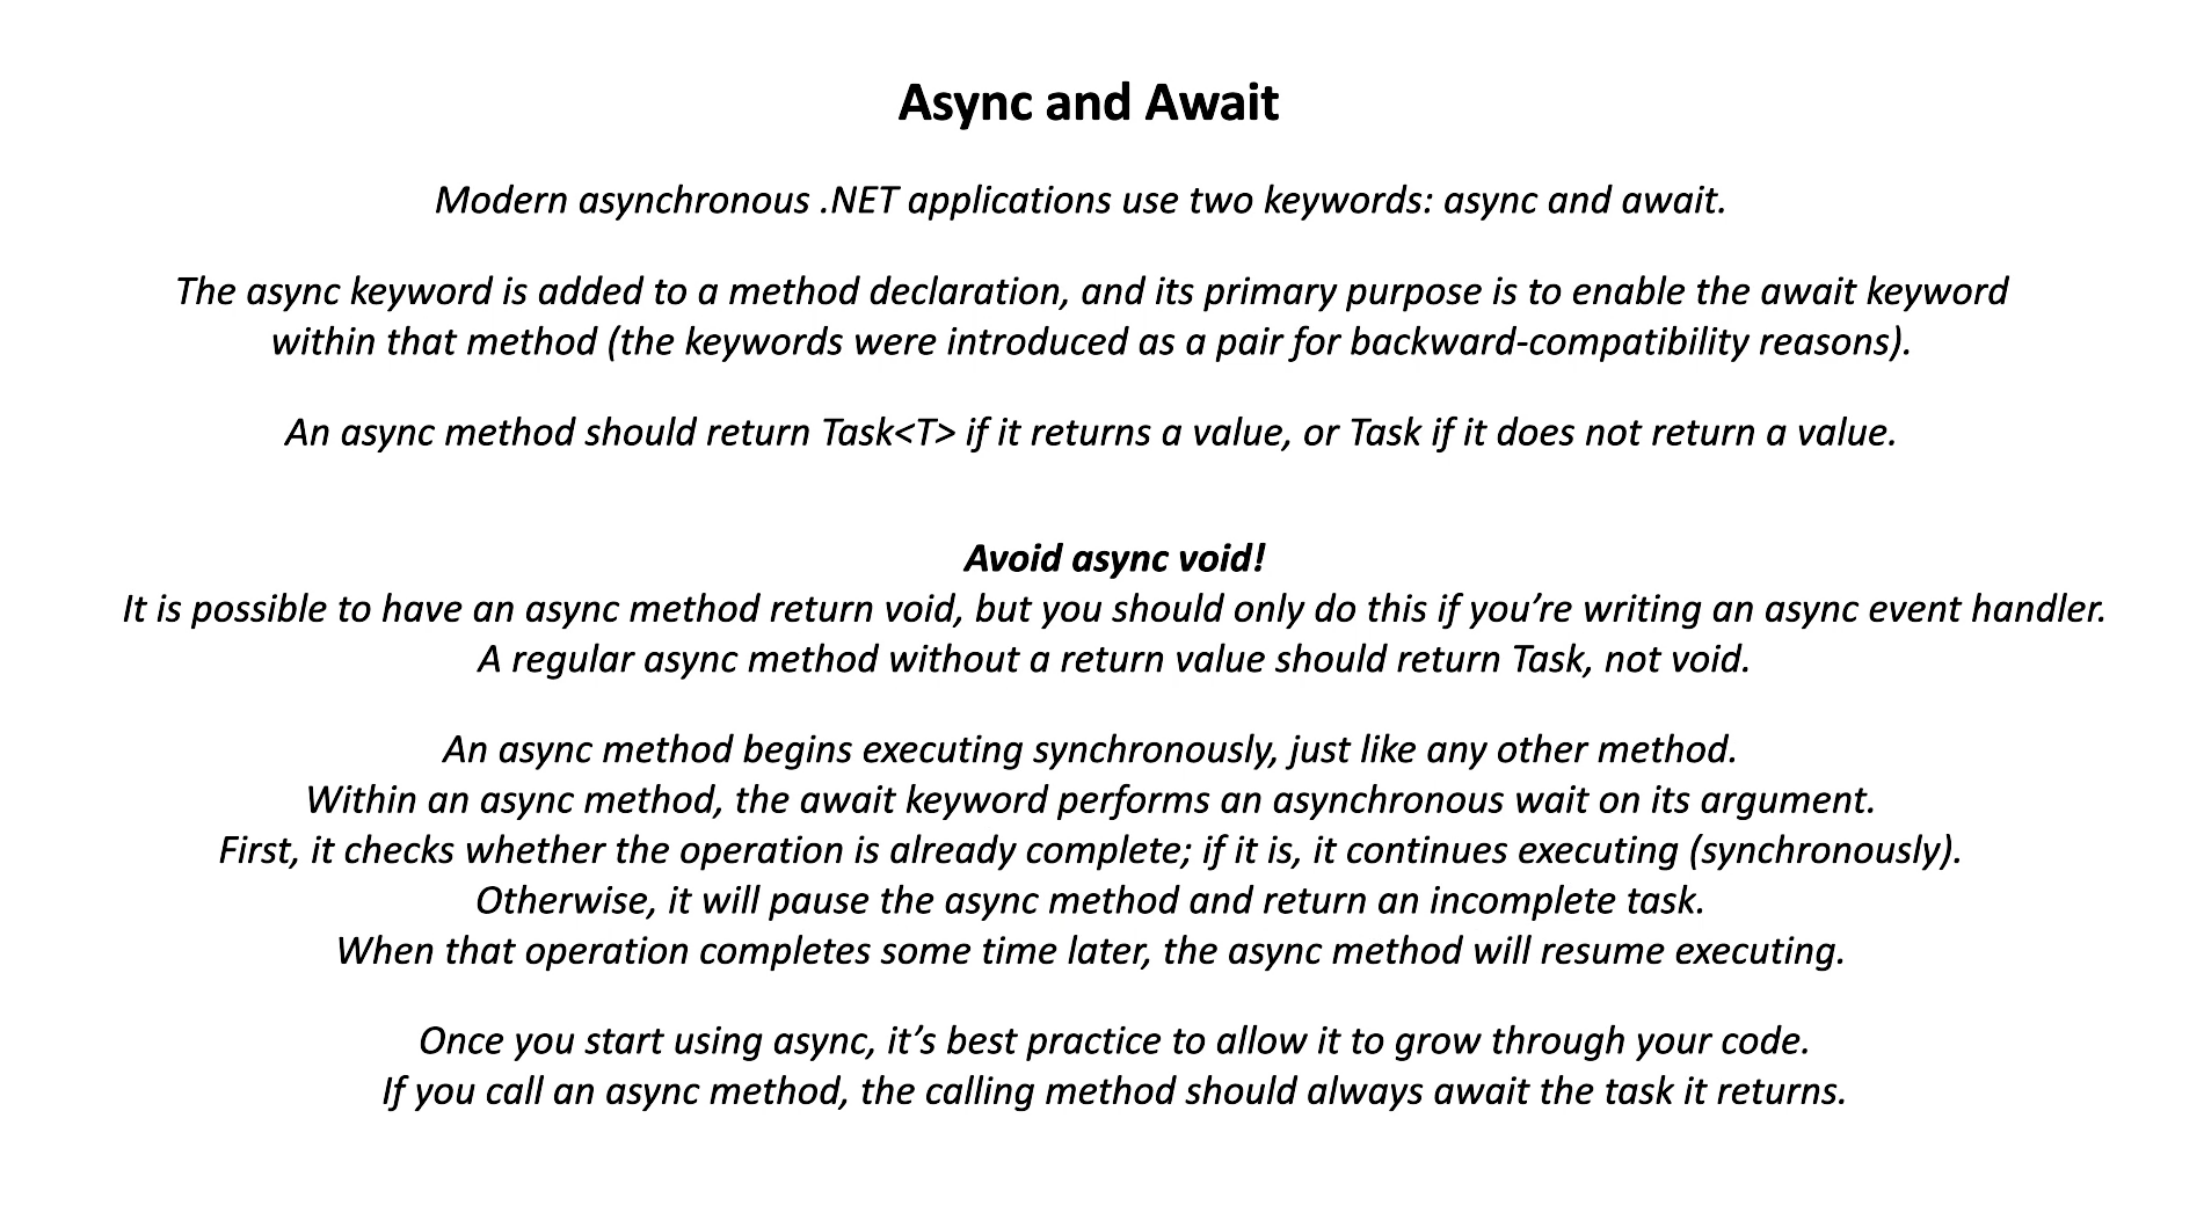 Async and Await
Modern asynchronous .NET applications use two keywords: async and await.
The async keyword is added to a method declaration, and its primary purpose is to enable the await keyword
within that method (the keywords were introduced as a pair for backward-compatibility reasons).
An async method should return Task<T> if it returns a value, or Task if it does not return a value.
Avoid async void!
It is possible to have an async method return void, but you should only do this if you’re writing an async event handler.
A regular async method without a return value should return Task, not void.
An async method begins executing synchronously, just like any other method.
Within an async method, the await keyword performs an asynchronous wait on its argument.
First, it checks whether the operation is already complete; if it is, it continues executing (synchronously).
Otherwise, it will pause the async method and return an incomplete task.
When that operation completes some time later, the async method will resume executing.
Once you start using async, it’s best practice to allow it to grow through your code.
If you call an async method, the calling method should always await the task it returns.